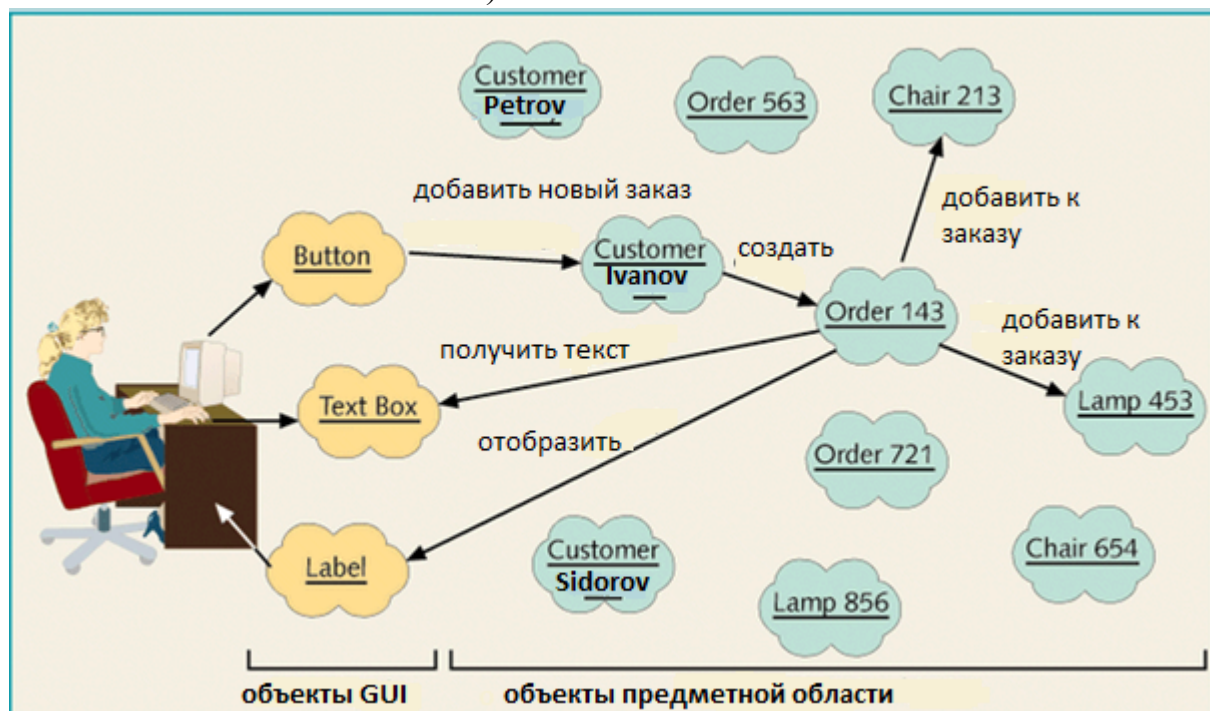 )
Customer
Petrov
Order 563
Chair 213
добавить новый заказ
добавить к
заказу
Button
Customer
Ivanov
создать
Order 143
добавить к
заказу
получить текст
Text Box
Lamp 453
отобразить
Order 721
Label
Customer
Sidorov
Chair 654
Lamp 856
объекты GUI
объекты предметной области